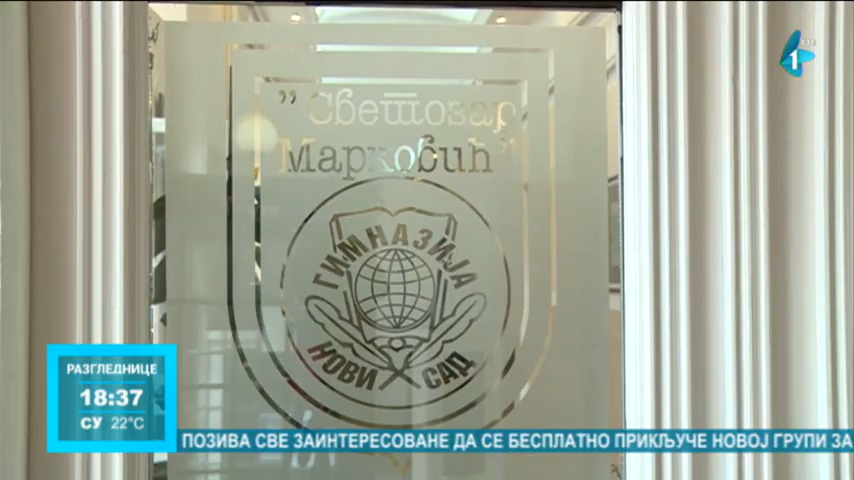 „Светозар
Марковић"
ГИМНАЗИЈА
НОВИ САД
1
РАЗГЛЕДНИЦЕ
18:37
СУ 22°C
ПОЗИВА СВЕ ЗАИНТЕРЕСОВАНЕ ДА СЕ БЕСПЛАТНО ПРИКЉУЧЕ НОВОЈ ГРУПИ ЗА